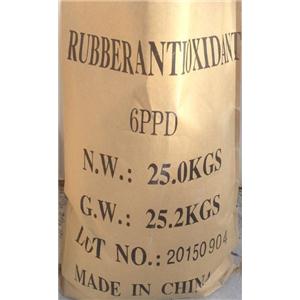 RUBBERANTIOXIDANT
6PPD
N.W.: 25.0KGS
G.W.: 25.2KGS
LOT NO.: 20150904
MADE IN CHINA